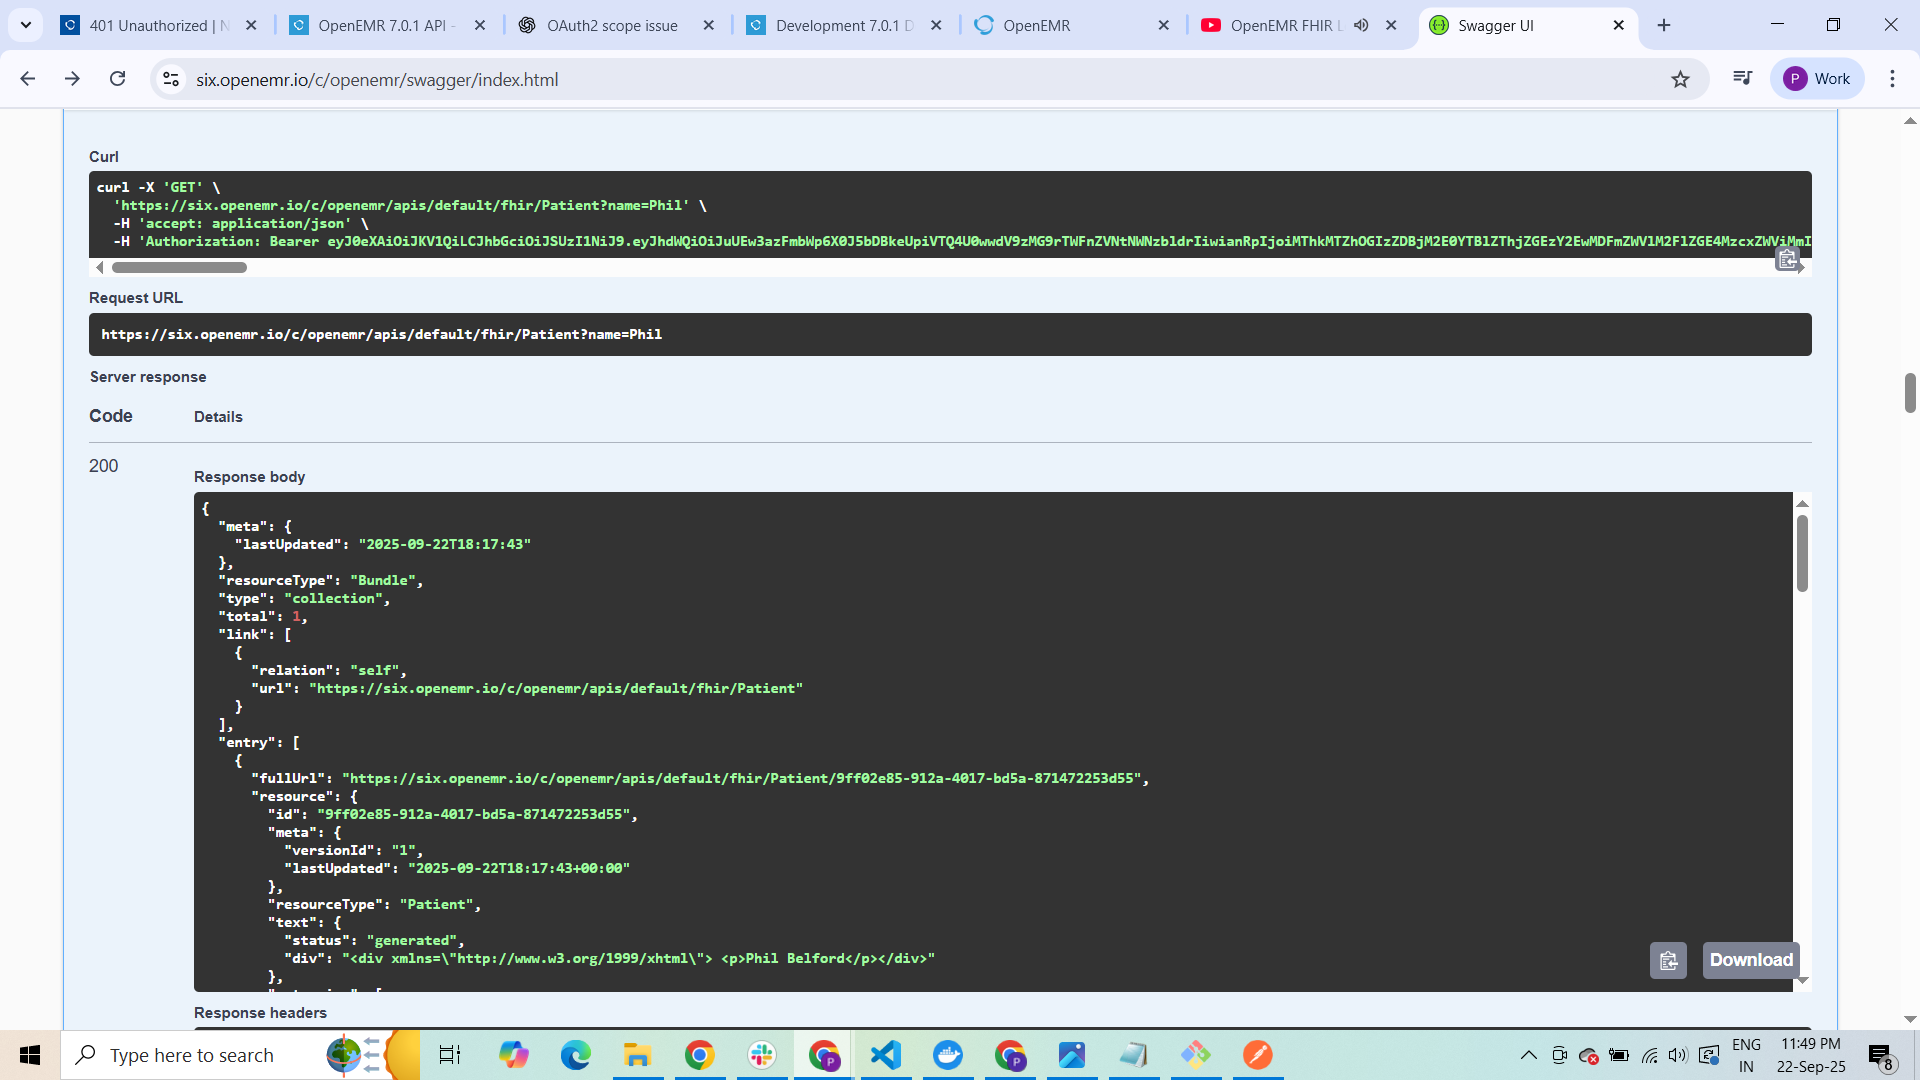 401 Unauthorized | N
OpenEMR 7.0.1 API -
OAuth2 scope issue
Development 7.0.1 D
OpenEMR
OpenEMR FHIR L
Swagger UI
six.openemr.io/c/openemr/swagger/index.html
P Work
Curl
curl -X 'GET' \
'https://six.openemr.io/c/openemr/apis/default/fhir/Patient?name=Phil' \
-H 'accept: application/json' \
-H 'Authorization: Bearer
Request URL
https://six.openemr.io/c/openemr/apis/default/fhir/Patient?name=Phil
Server response
Code Details
200
Response body
{
"meta": {
"lastUpdated": "2025-09-22T18:17:43"
},
"resourceType": "Bundle",
"type": "collection",
"total": 1,
"link": [
{
"relation": "self",
"url": "https://six.openemr.io/c/openemr/apis/default/fhir/Patient"
}
],
"entry": [
{
"fullUrl": "https://six.openemr.io/c/openemr/apis/default/fhir/Patient/9ff02e85-912a-4017-bd5a-871472253d55",
"resource": {
"id": "9ff02e85-912a-4017-bd5a-871472253d55",
"meta": {
"versionId": "1",
"lastUpdated": "2025-09-22T18:17:43+00:00"
},
"resourceType": "Patient",
"text": {
"status": "generated",
"div": "<div xmlns=\"http://www.w3.org/1999/xhtml\"> <p>Phil Belford</p></div>"
},
Download
Response headers
Type here to search
P
P
ENG
IN
11:49 PM
22-Sep-25
8